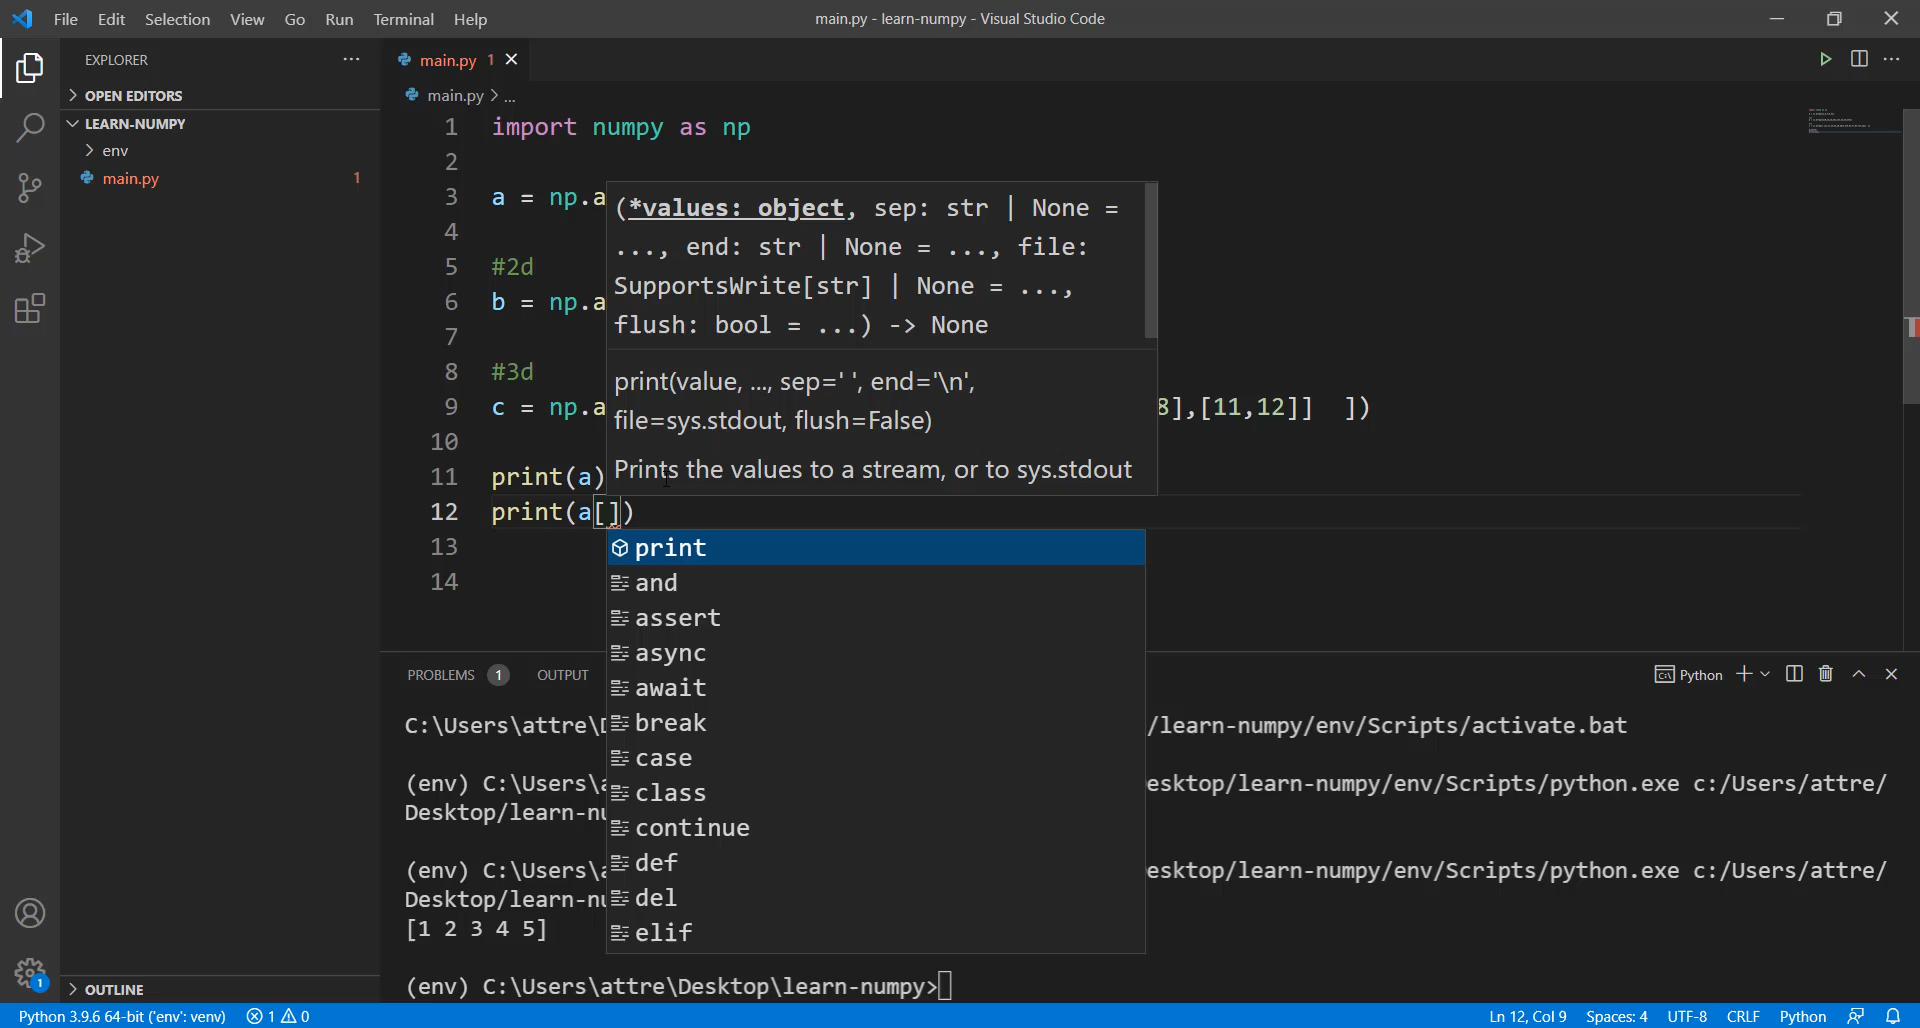 File Edit Selection View Go Run Terminal Help
main.py - learn-numpy - Visual Studio Code
EXPLORER
OPEN EDITORS
LEARN-NUMPY
env
main.py 1
main.py 1
main.py > ...
1 import numpy as np
2
3 a = np.a
4
5 #2d
6 b = np.a
7
8 #3d
9 c = np.a 8],[11,12]] ])
10
11 print(a)
12 print(a[])
13
14
(*values: object, sep: str | None =
..., end: str | None = ..., file:
SupportsWrite[str] | None = ...,
flush: bool = ...) -> None
print(value, ..., sep=' ', end='\n',
file=sys.stdout, flush=False)
Prints the values to a stream, or to sys.stdout
print
and
assert
async
await
break
case
class
continue
def
del
elif
PROBLEMS 1 OUTPUT
Python
C:\Users\attre\D /learn-numpy/env/Scripts/activate.bat
(env) C:\Users\a esktop/learn-numpy/env/Scripts/python.exe c:/Users/attre/
Desktop/learn-nu
(env) C:\Users\a esktop/learn-numpy/env/Scripts/python.exe c:/Users/attre/
Desktop/learn-nu
[1 2 3 4 5]
(env) C:\Users\attre\Desktop\learn-numpy>
OUTLINE
1
Python 3.9.6 64-bit ('env': venv) 1 0
Ln 12, Col 9 Spaces: 4 UTF-8 CRLF Python